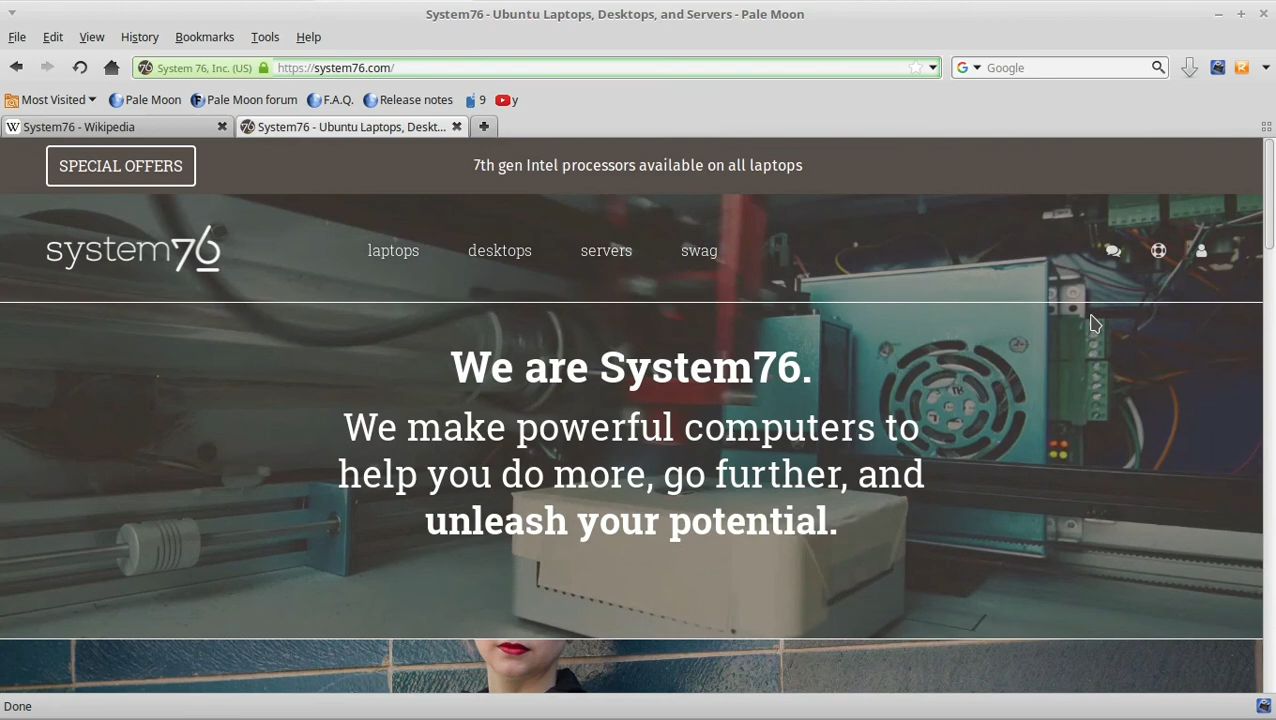 System76 - Ubuntu Laptops, Desktops, and Servers - Pale Moon
File Edit View History Bookmarks Tools Help
System 76, Inc. (US) https://system76.com/ Google
Most Visited Pale Moon Pale Moon forum F.A.Q. Release notes 9 y
System76 - Wikipedia System76 - Ubuntu Laptops, Deskt...
SPECIAL OFFERS 7th gen Intel processors available on all laptops
system76 laptops desktops servers swag
We are System76.
We make powerful computers to
help you do more, go further, and
unleash your potential.
Done